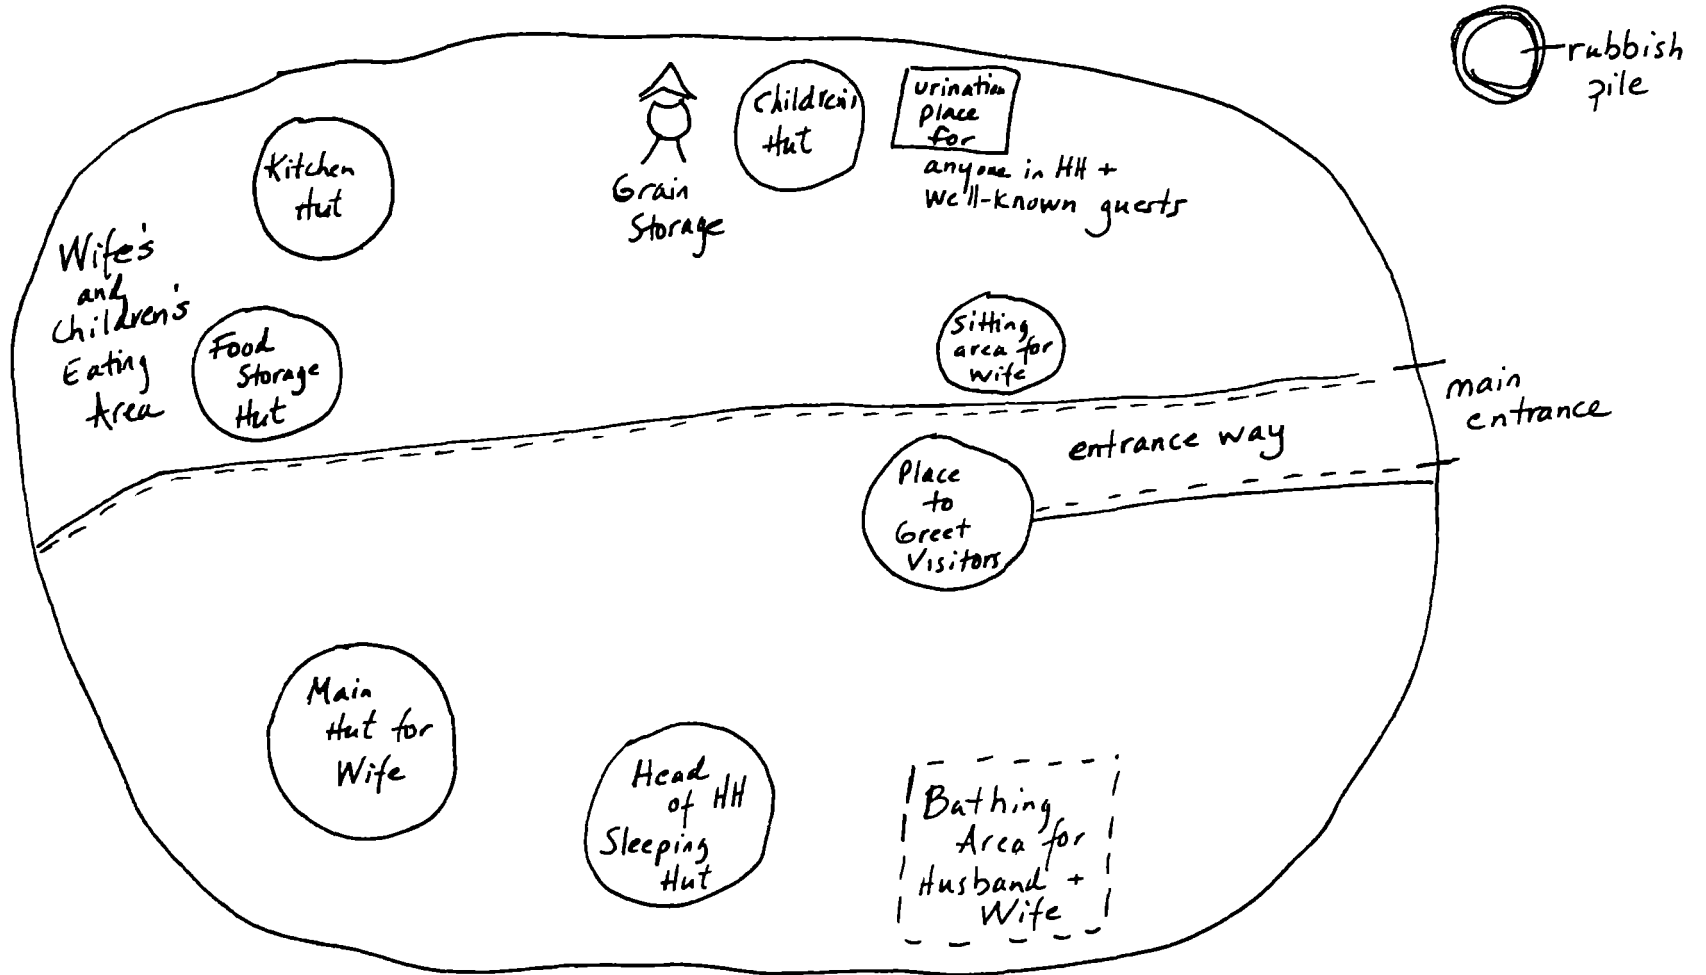 rubbish
pile
Kitchen
Hut
Grain
Storage
Children's
Hut
urination
place
for
anyone in HH +
well-known guests
Wife's
and
Children's
Eating
Area
Food
Storage
Hut
Sitting
area for
Wife
main
entrance
entrance way
Place
to
Greet
Visitors
Main
Hut for
Wife
Head
of HH
Sleeping
Hut
Bathing
Area for
Husband +
Wife